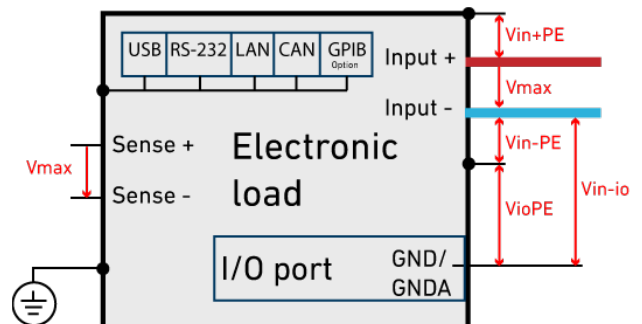 USB RS-232 LAN CAN GPIB
Option
Vin+PE
Input +
Vmax
Input -
Sense +
Electronic
load
Vin-PE
Vmax
Sense -
Vin-io
VioPE
I/O port
GND/
GNDA